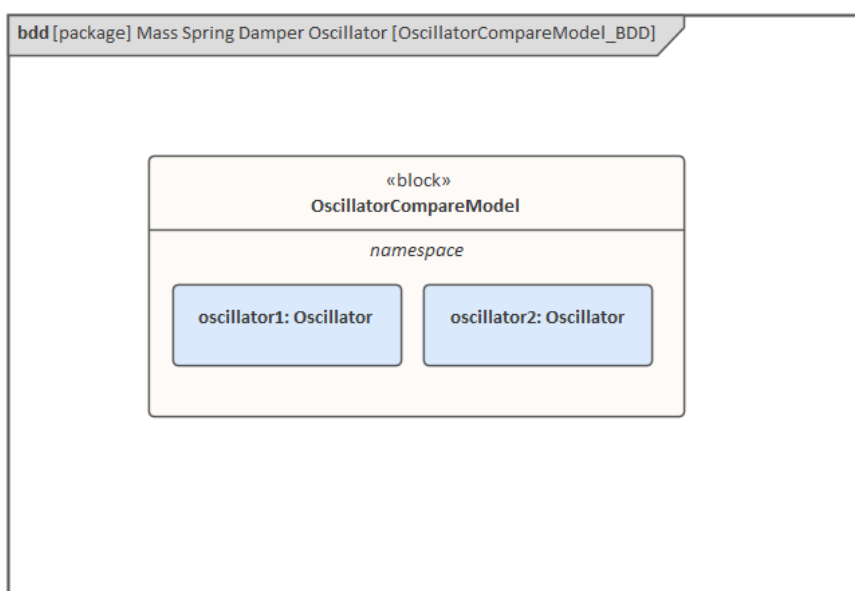 bdd [package] Mass Spring Damper Oscillator [OscillatorCompareModel_BDD]
«block»
OscillatorCompareModel
namespace
oscillator1: Oscillator
oscillator2: Oscillator